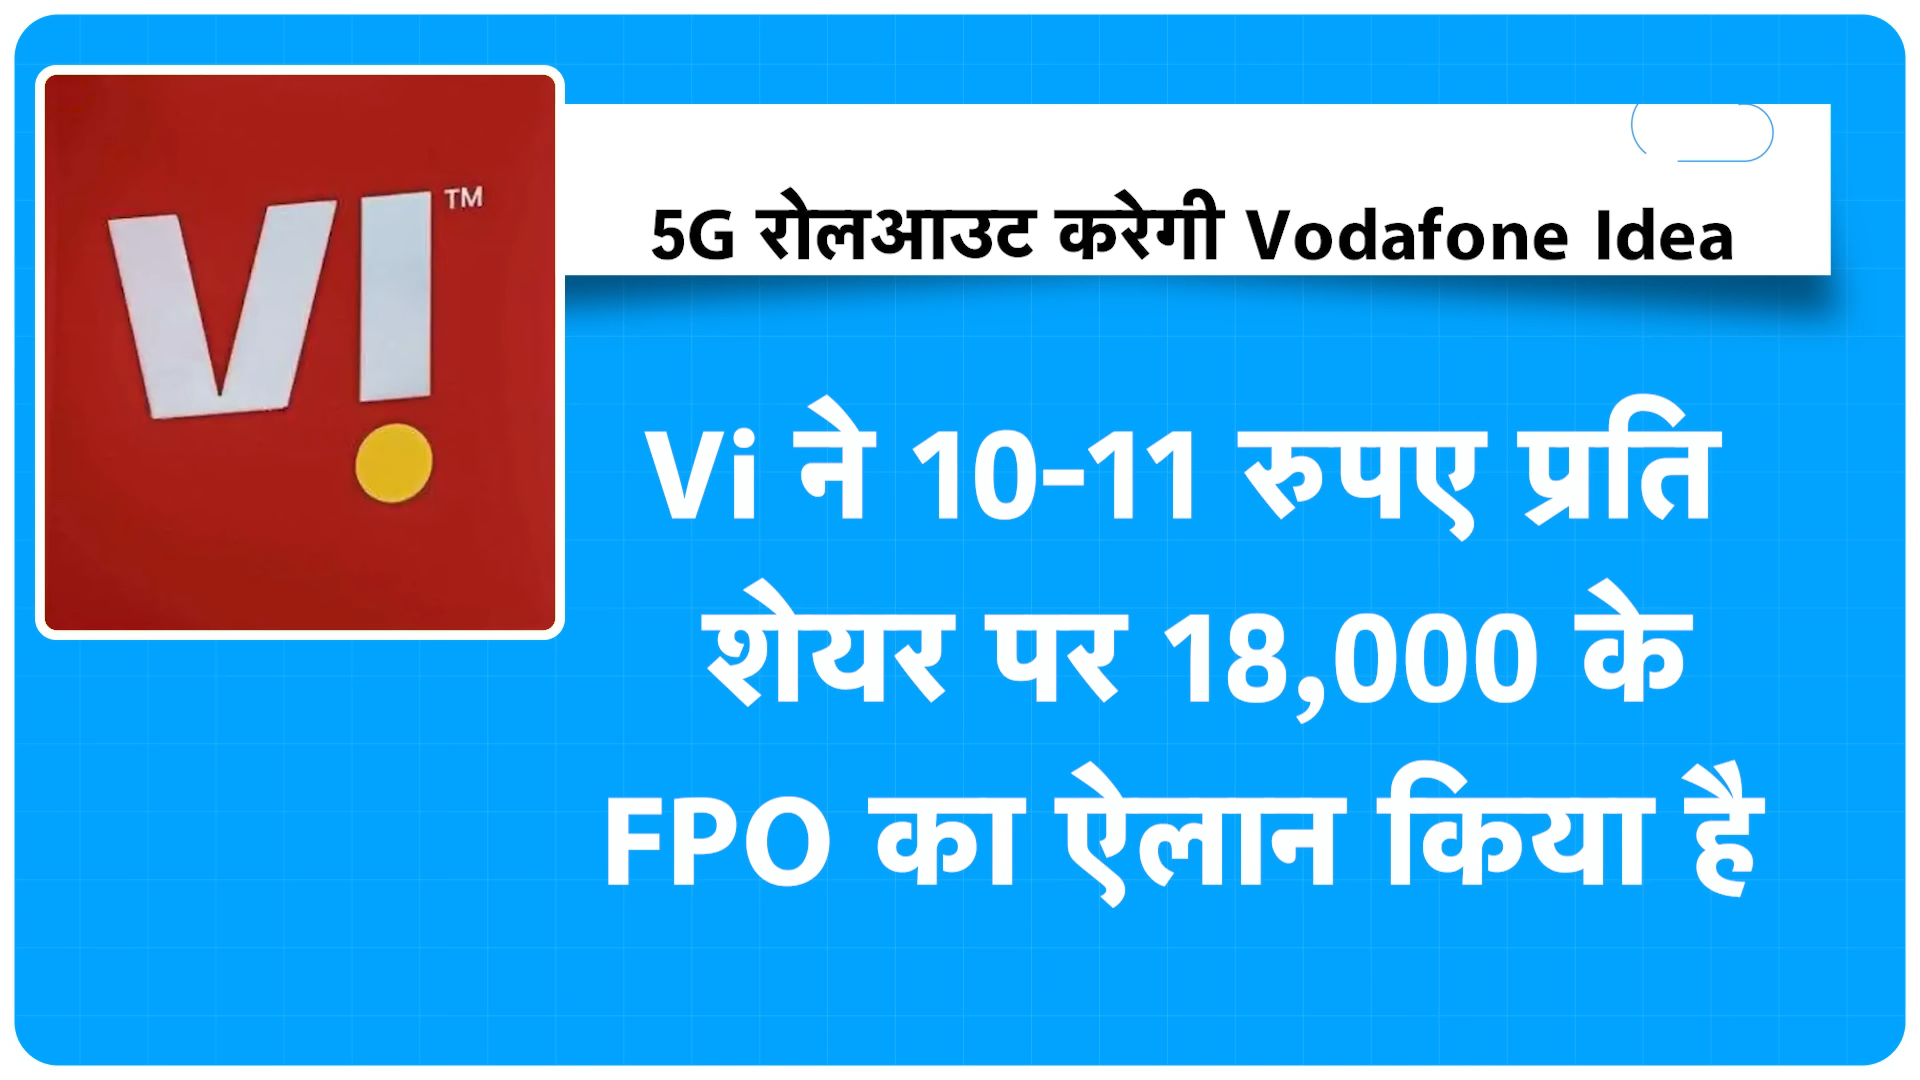 Vi™
5G रोलआउट करेगी Vodafone Idea
Vi ने 10-11 रुपए प्रति
शेयर पर 18,000 के
FPO का ऐलान किया है